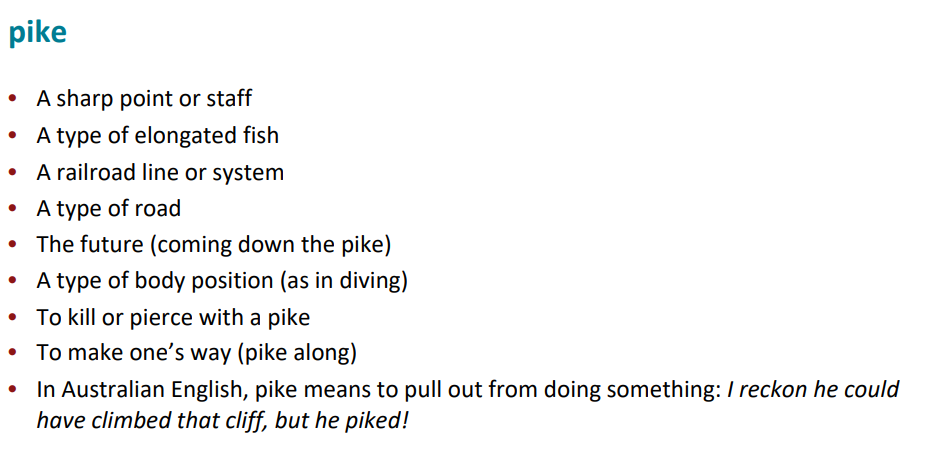 pike
• A sharp point or staff
• A type of elongated fish
• A railroad line or system
• A type of road
• The future (coming down the pike)
• A type of body position (as in diving)
• To kill or pierce with a pike
• To make one’s way (pike along)
• In Australian English, pike means to pull out from doing something: I reckon he could
have climbed that cliff, but he piked!